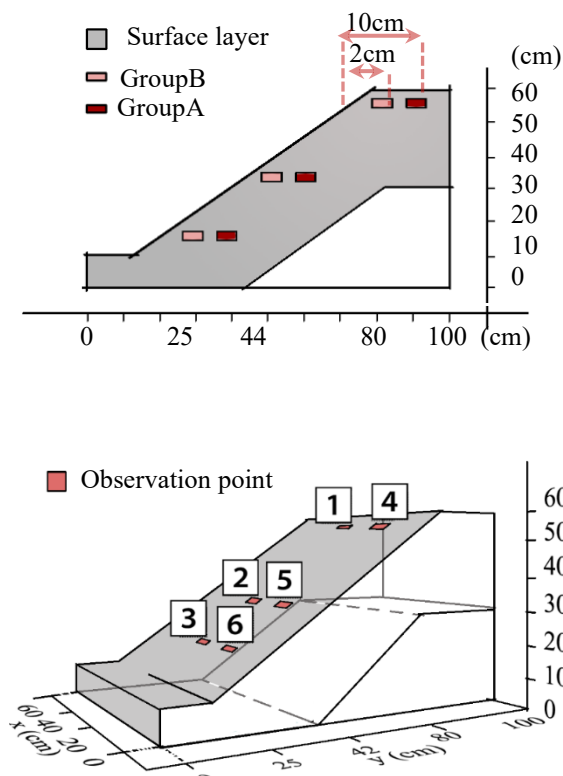 Surface layer
GroupB
GroupA
10cm
2cm
(cm)
60
50
40
30
20
10
0
0 25 44 80 100 (cm)
Observation point
1 4
2 5
3 6
60
50
40
30
20
10
0
60 40 20 0
x (cm)
25 42 80 100
y (cm)